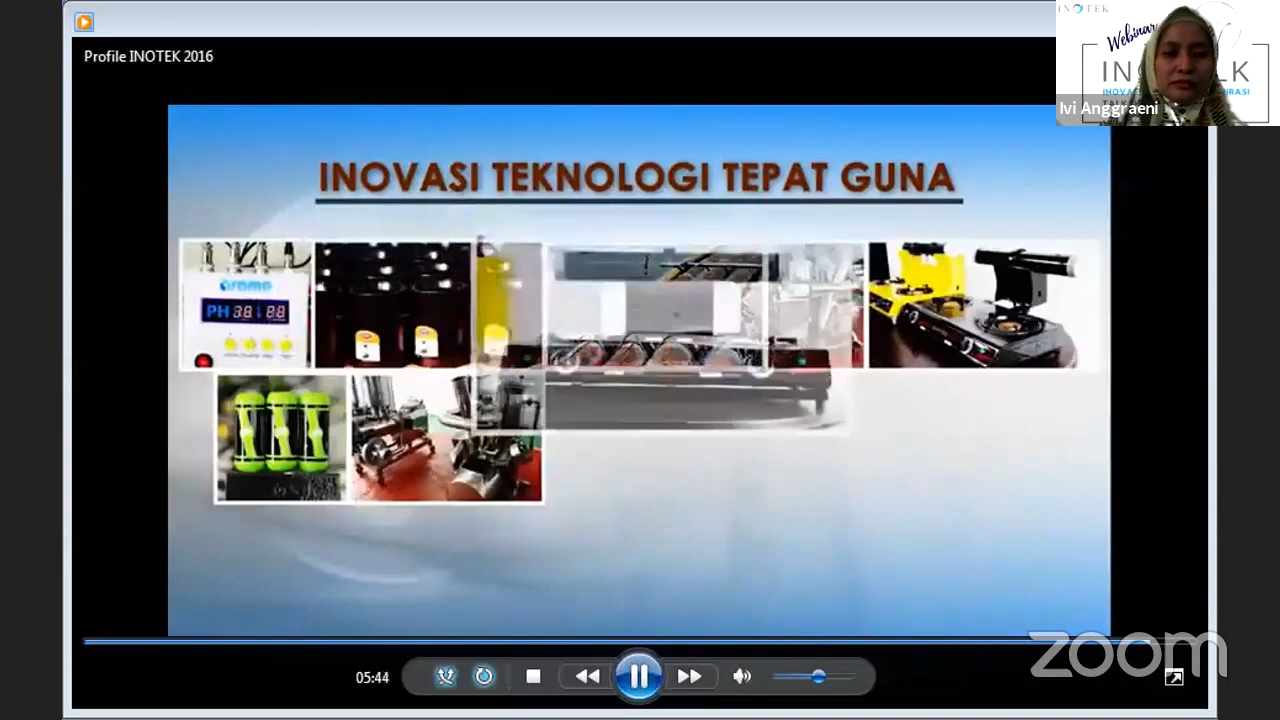 Profile INOTEK 2016
INOTEK
Webinar
Ivi Anggraeni
INOVASI TEKNOLOGI TEPAT GUNA
PH
05:44
zoom